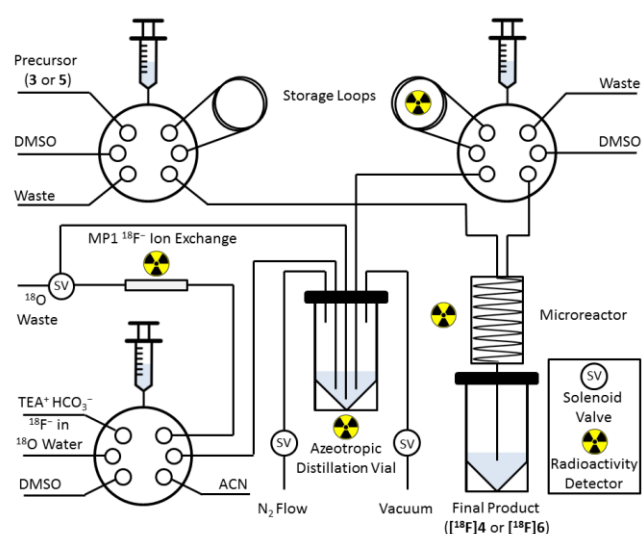 Precursor
(3 or 5)
DMSO
Waste
Storage Loops
Waste
DMSO
MP1 ¹⁸F⁻ Ion Exchange
SV
¹⁸O
Waste
Microreactor
TEA⁺ HCO₃⁻
¹⁸F⁻ in
¹⁸O Water
DMSO
ACN
SV
N₂ Flow
Azeotropic
Distillation Vial
SV
Vacuum
Final Product
([¹⁸F]4 or [¹⁸F]6)
SV
Solenoid
Valve
Radioactivity
Detector